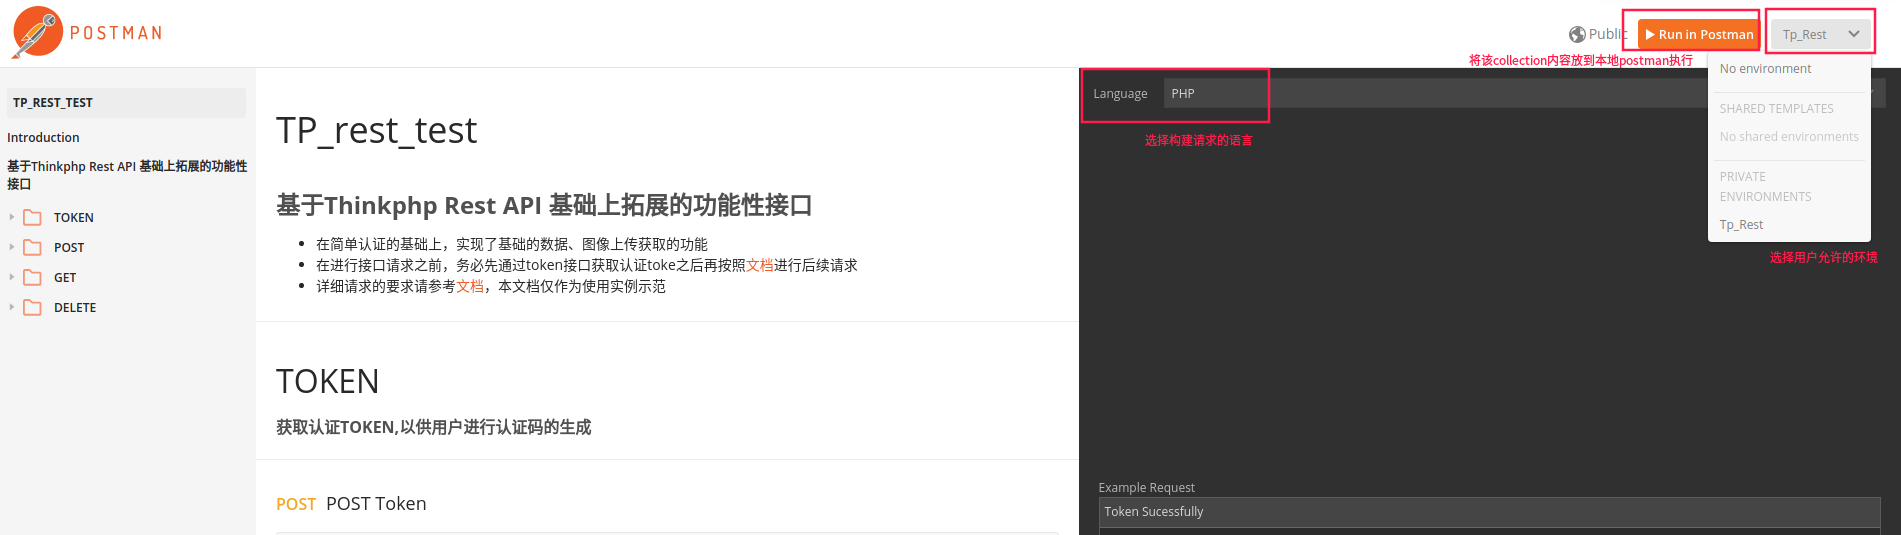 POSTMAN
Public
Run in Postman
Tp_Rest
将该collection内容放到本地postman执行
No environment
SHARED TEMPLATES
No shared environments
PRIVATE
ENVIRONMENTS
Tp_Rest
选择用户允许的环境
TP_REST_TEST
Introduction
基于Thinkphp Rest API 基础上拓展的功能性
接口
TOKEN
POST
GET
DELETE
TP_rest_test
基于Thinkphp Rest API 基础上拓展的功能性接口
在简单认证的基础上，实现了基础的数据、图像上传获取的功能
在进行接口请求之前，务必先通过token接口获取认证toke之后再按照文档进行后续请求
详细请求的要求请参考文档，本文档仅作为使用实例示范
TOKEN
获取认证TOKEN,以供用户进行认证码的生成
POST POST Token
Language PHP
选择构建请求的语言
Example Request
Token Sucessfully